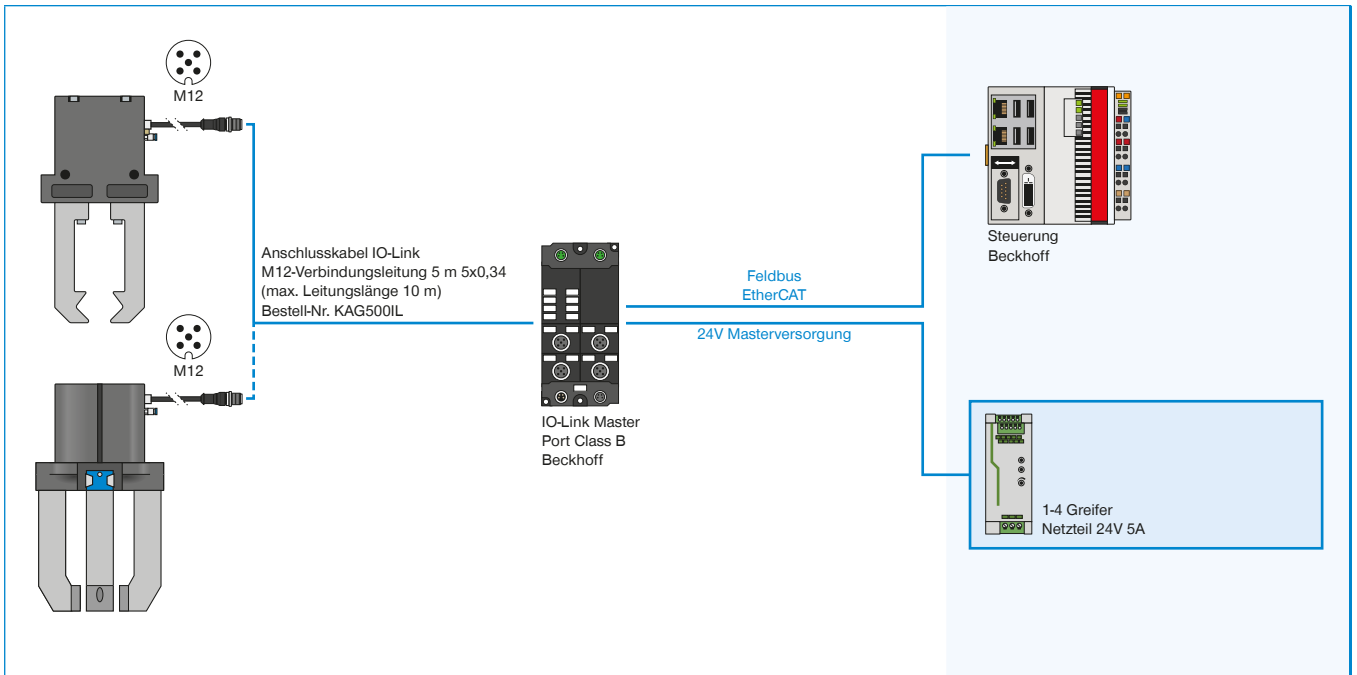 M12
Anschlusskabel IO-Link
M12-Verbindungsleitung 5 m 5x0,34
(max. Leitungslänge 10 m)
Bestell-Nr. KAG500IL
M12
IO-Link Master
Port Class B
Beckhoff
Feldbus
EtherCAT
24V Masterversorgung
Steuerung
Beckhoff
1-4 Greifer
Netzteil 24V 5A